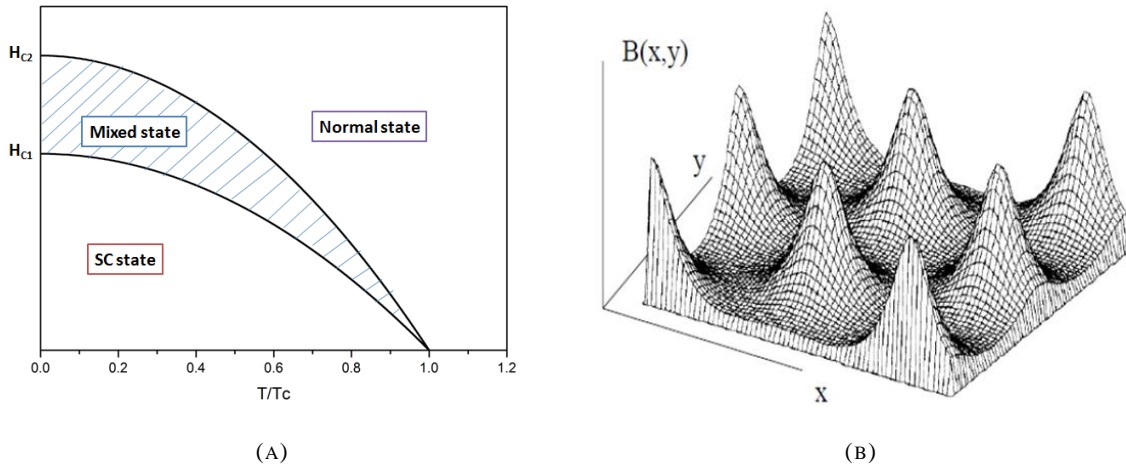 H_C2
Mixed state
Normal state
H_C1
SC state
0.0 0.2 0.4 0.6 0.8 1.0 1.2
T/Tc
(A)
B(x,y)
y
x
(B)